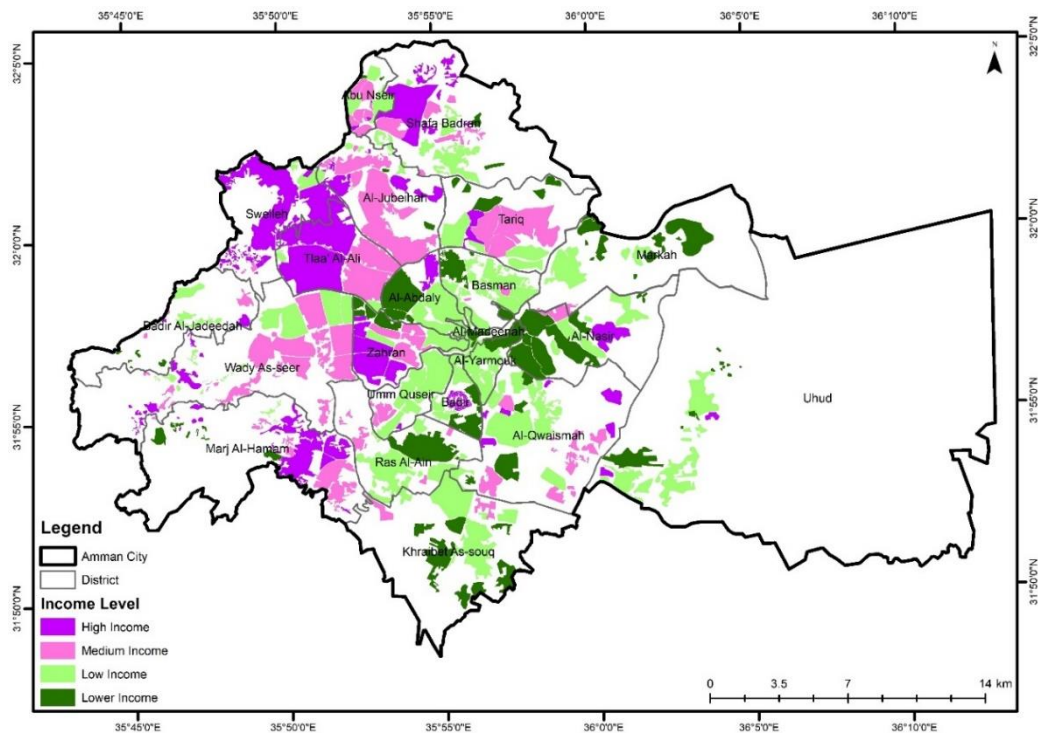 35°45'0"E
35°50'0"E
35°55'0"E
36°0'0"E
36°5'0"E
36°10'0"E
32°5'0"N
32°0'0"N
31°55'0"N
31°50'0"N
32°5'0"N
32°0'0"N
31°55'0"N
31°50'0"N
N
Abu Nseir
Shafa Badran
Al-Jubeihah
Swelleh
Tariq
Tlaa' Al-Ali
Markah
Basman
Al-Abdaly
Badir Al-Jadeedah
Al-Madeenah
Al-Nasir
Zahran
Al-Yarmouk
Wady As-seer
Umm Quseir
Badir
Uhud
Al-Qwaismah
Marj Al-Hamam
Ras Al-Ain
Khraibet As-souq
Legend
Amman City
District
Income Level
High Income
Medium Income
Low Income
Lower Income
0 3.5 7 14 km
35°45'0"E
35°50'0"E
35°55'0"E
36°0'0"E
36°5'0"E
36°10'0"E